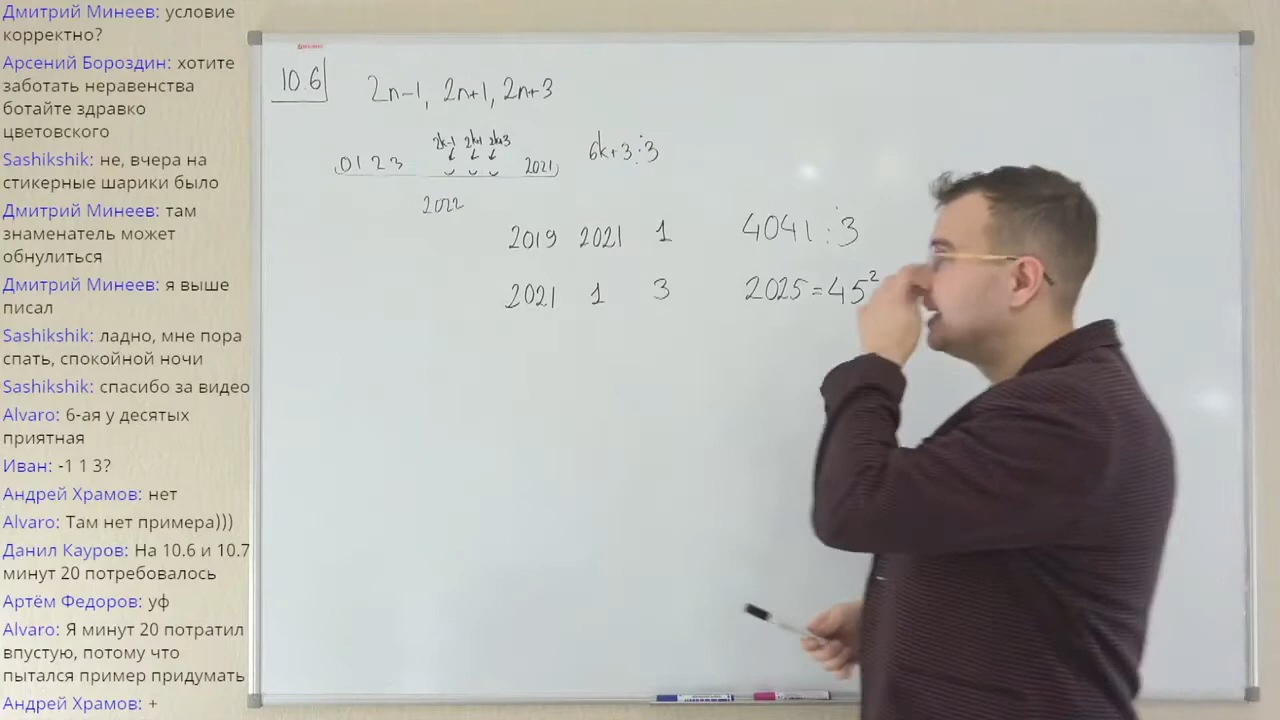 Дмитрий Минеев: условие
корректно?
Арсений Бороздин: хотите
заботать неравенства
ботайте здравко
цветовского
Sashikshik: не, вчера на
стикерные шарики было
Дмитрий Минеев: там
знаменатель может
обнулиться
Дмитрий Минеев: я выше
писал
Sashikshik: ладно, мне пора
спать, спокойной ночи
Sashikshik: спасибо за видео
Alvaro: 6-ая у десятых
приятная
Иван: -1 1 3?
Андрей Храмов: нет
Alvaro: Там нет примера)))
Данил Кауров: На 10.6 и 10.7
минут 20 потребовалось
Артём Федоров: уф
Alvaro: Я минут 20 потратил
впустую, потому что
пытался пример придумать
Андрей Храмов: +
10.6
2n-1, 2n+1, 2n+3
2k-1 2k+1 2k+3
0 1 2 3 2021
6k+3⋮3
2022
2019 2021 1 4041⋮3
2021 1 3 2025=45²